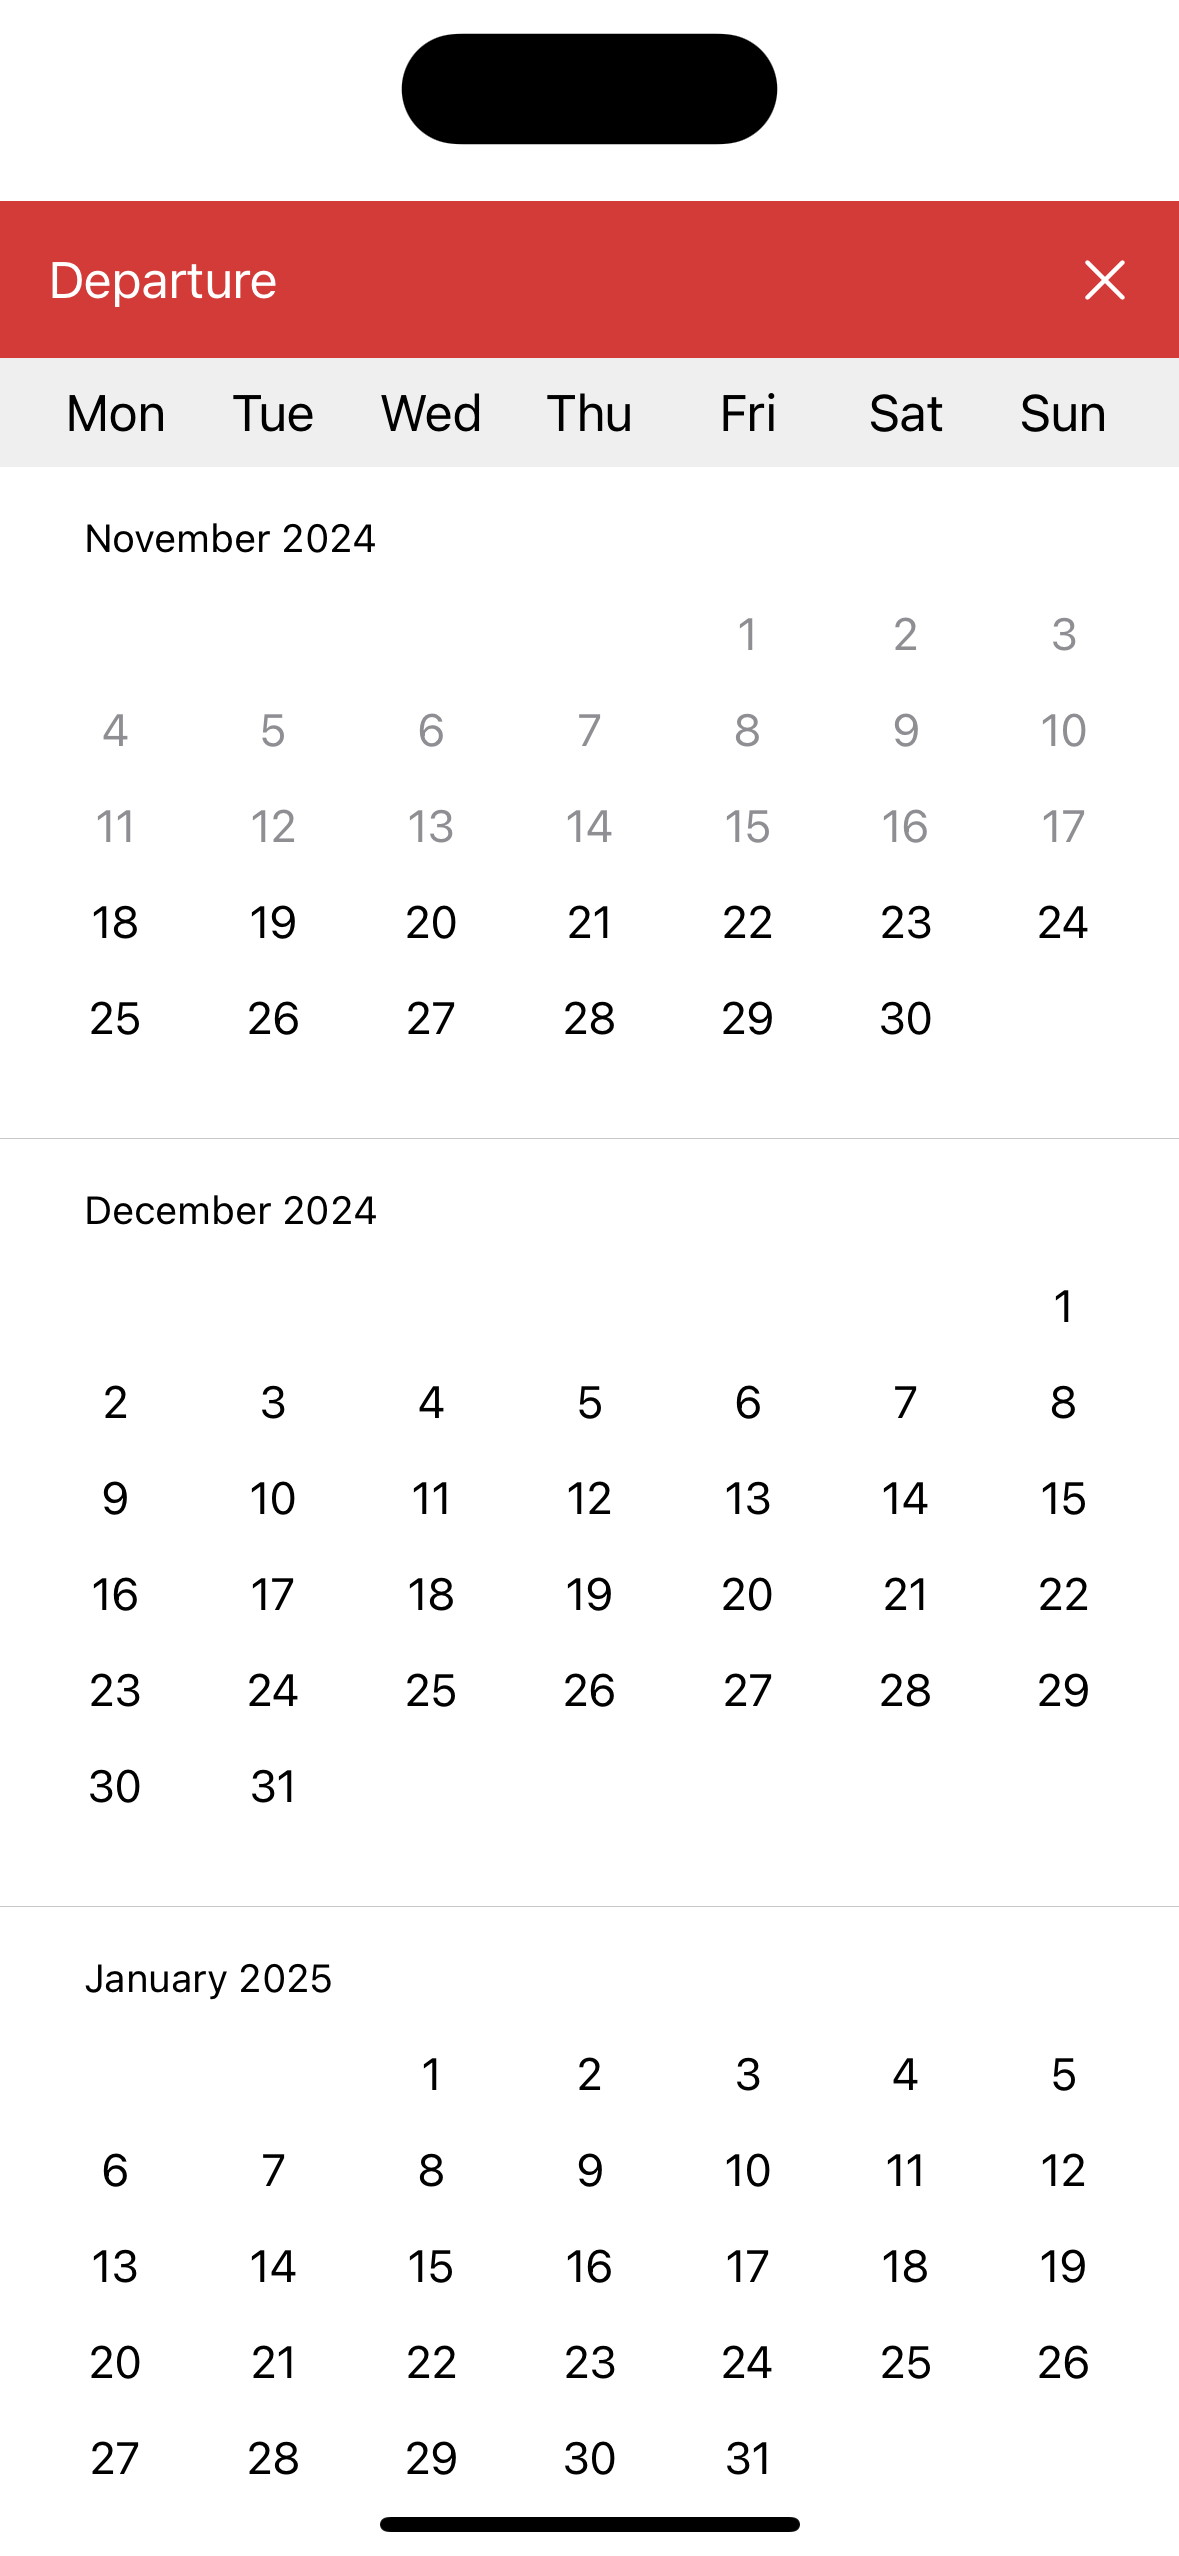 Departure
Mon Tue Wed Thu Fri Sat Sun
November 2024
1 2 3
4 5 6 7 8 9 10
11 12 13 14 15 16 17
18 19 20 21 22 23 24
25 26 27 28 29 30
December 2024
1
2 3 4 5 6 7 8
9 10 11 12 13 14 15
16 17 18 19 20 21 22
23 24 25 26 27 28 29
30 31
January 2025
1 2 3 4 5
6 7 8 9 10 11 12
13 14 15 16 17 18 19
20 21 22 23 24 25 26
27 28 29 30 31